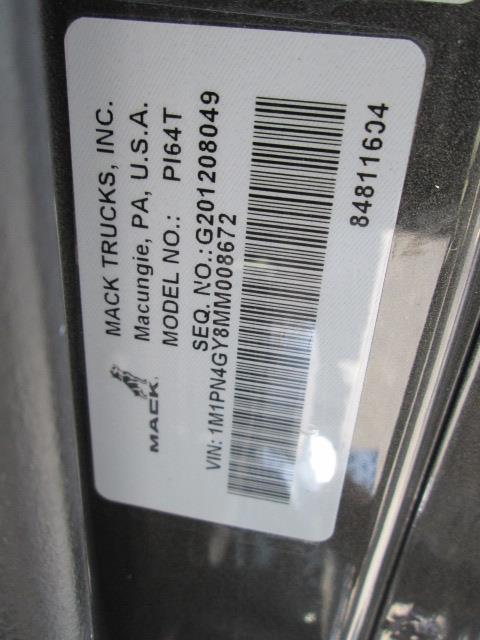 MACK TRUCKS, INC.
Macungie, PA, U.S.A.
MODEL NO.: PI64T
SEQ. NO.: G201208049
VIN: 1M1PN4GY8MM008672
84811604
MACK